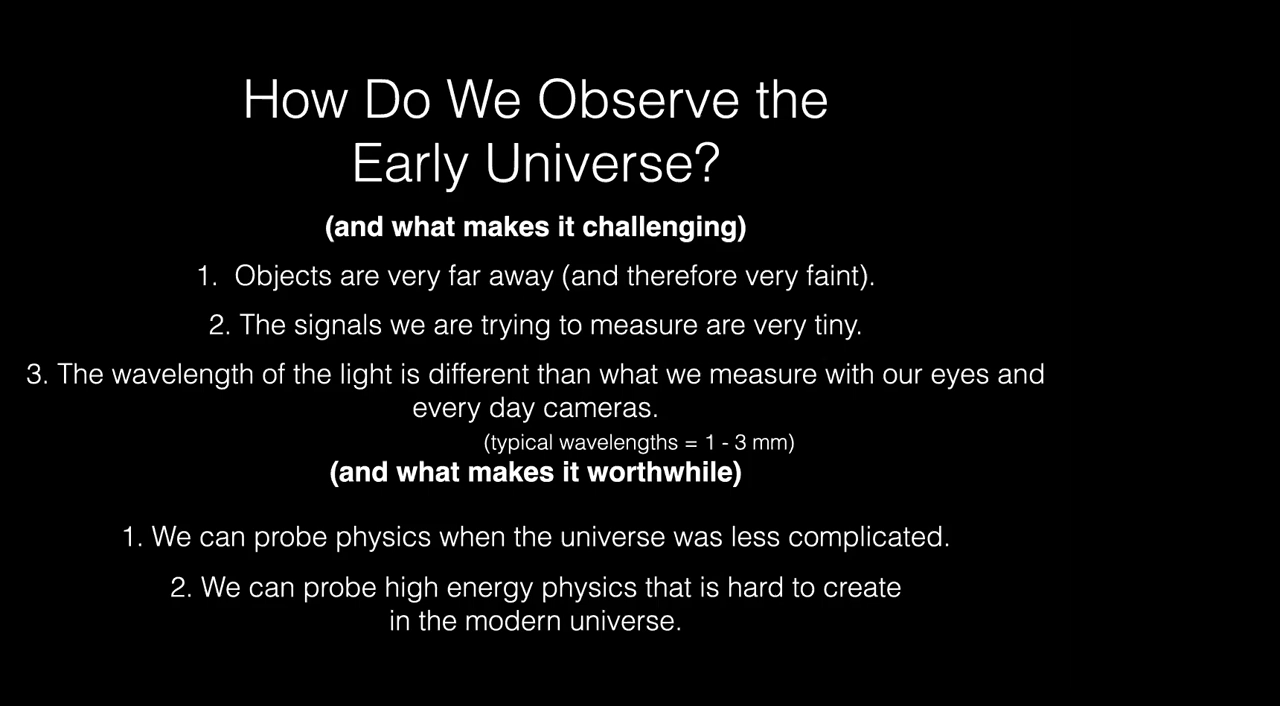 How Do We Observe the
Early Universe?
(and what makes it challenging)
1. Objects are very far away (and therefore very faint).
2. The signals we are trying to measure are very tiny.
3. The wavelength of the light is different than what we measure with our eyes and
every day cameras.
(typical wavelengths = 1 - 3 mm)
(and what makes it worthwhile)
1. We can probe physics when the universe was less complicated.
2. We can probe high energy physics that is hard to create
in the modern universe.